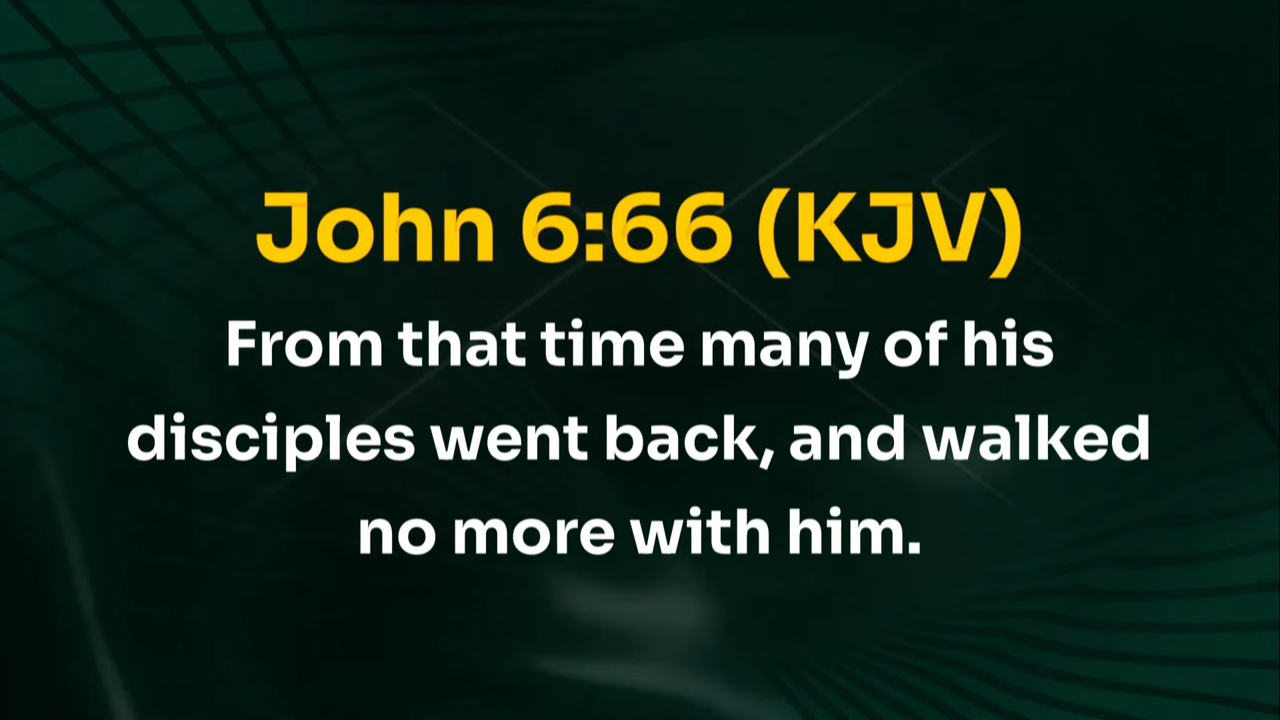 John 6:66 (KJV)
From that time many of his
disciples went back, and walked
no more with him.